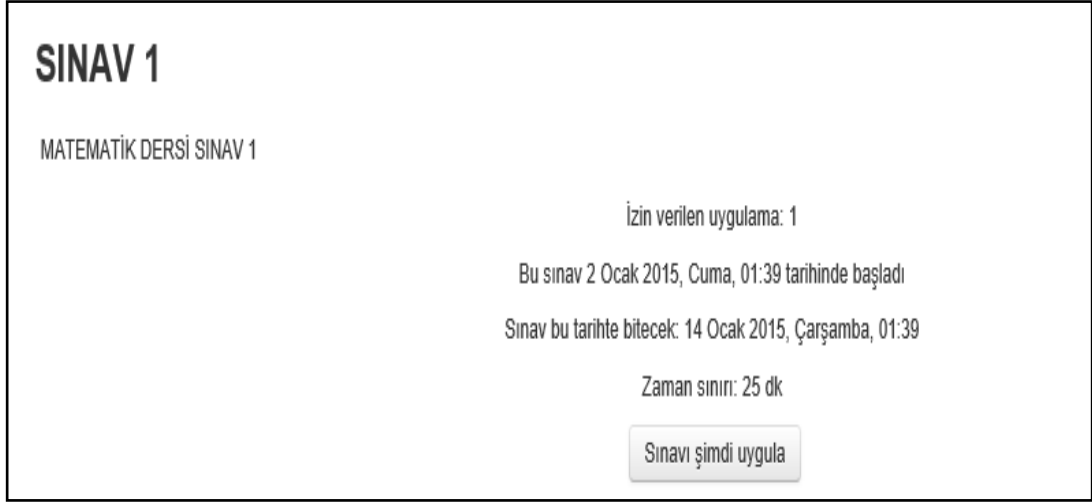 SINAV 1
MATEMATİK DERSİ SINAV 1
İzin verilen uygulama: 1
Bu sınav 2 Ocak 2015, Cuma, 01:39 tarihinde başladı
Sınav bu tarihte bitecek: 14 Ocak 2015, Çarşamba, 01:39
Zaman sınırı: 25 dk
Sınavı şimdi uygula